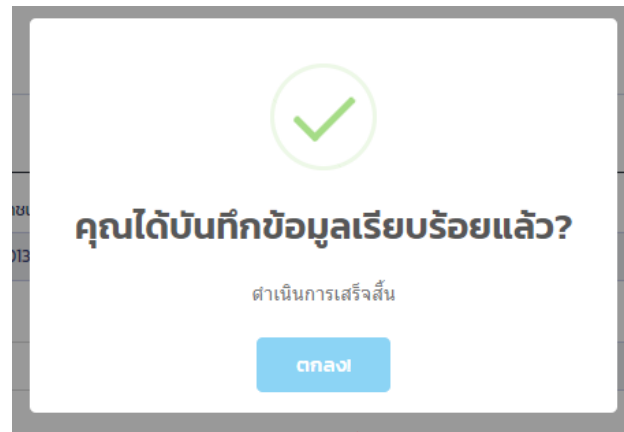 คุณได้บันทึกข้อมูลเรียบร้อยแล้ว?
ดำเนินการเสร็จสิ้น
ตกลง!
013